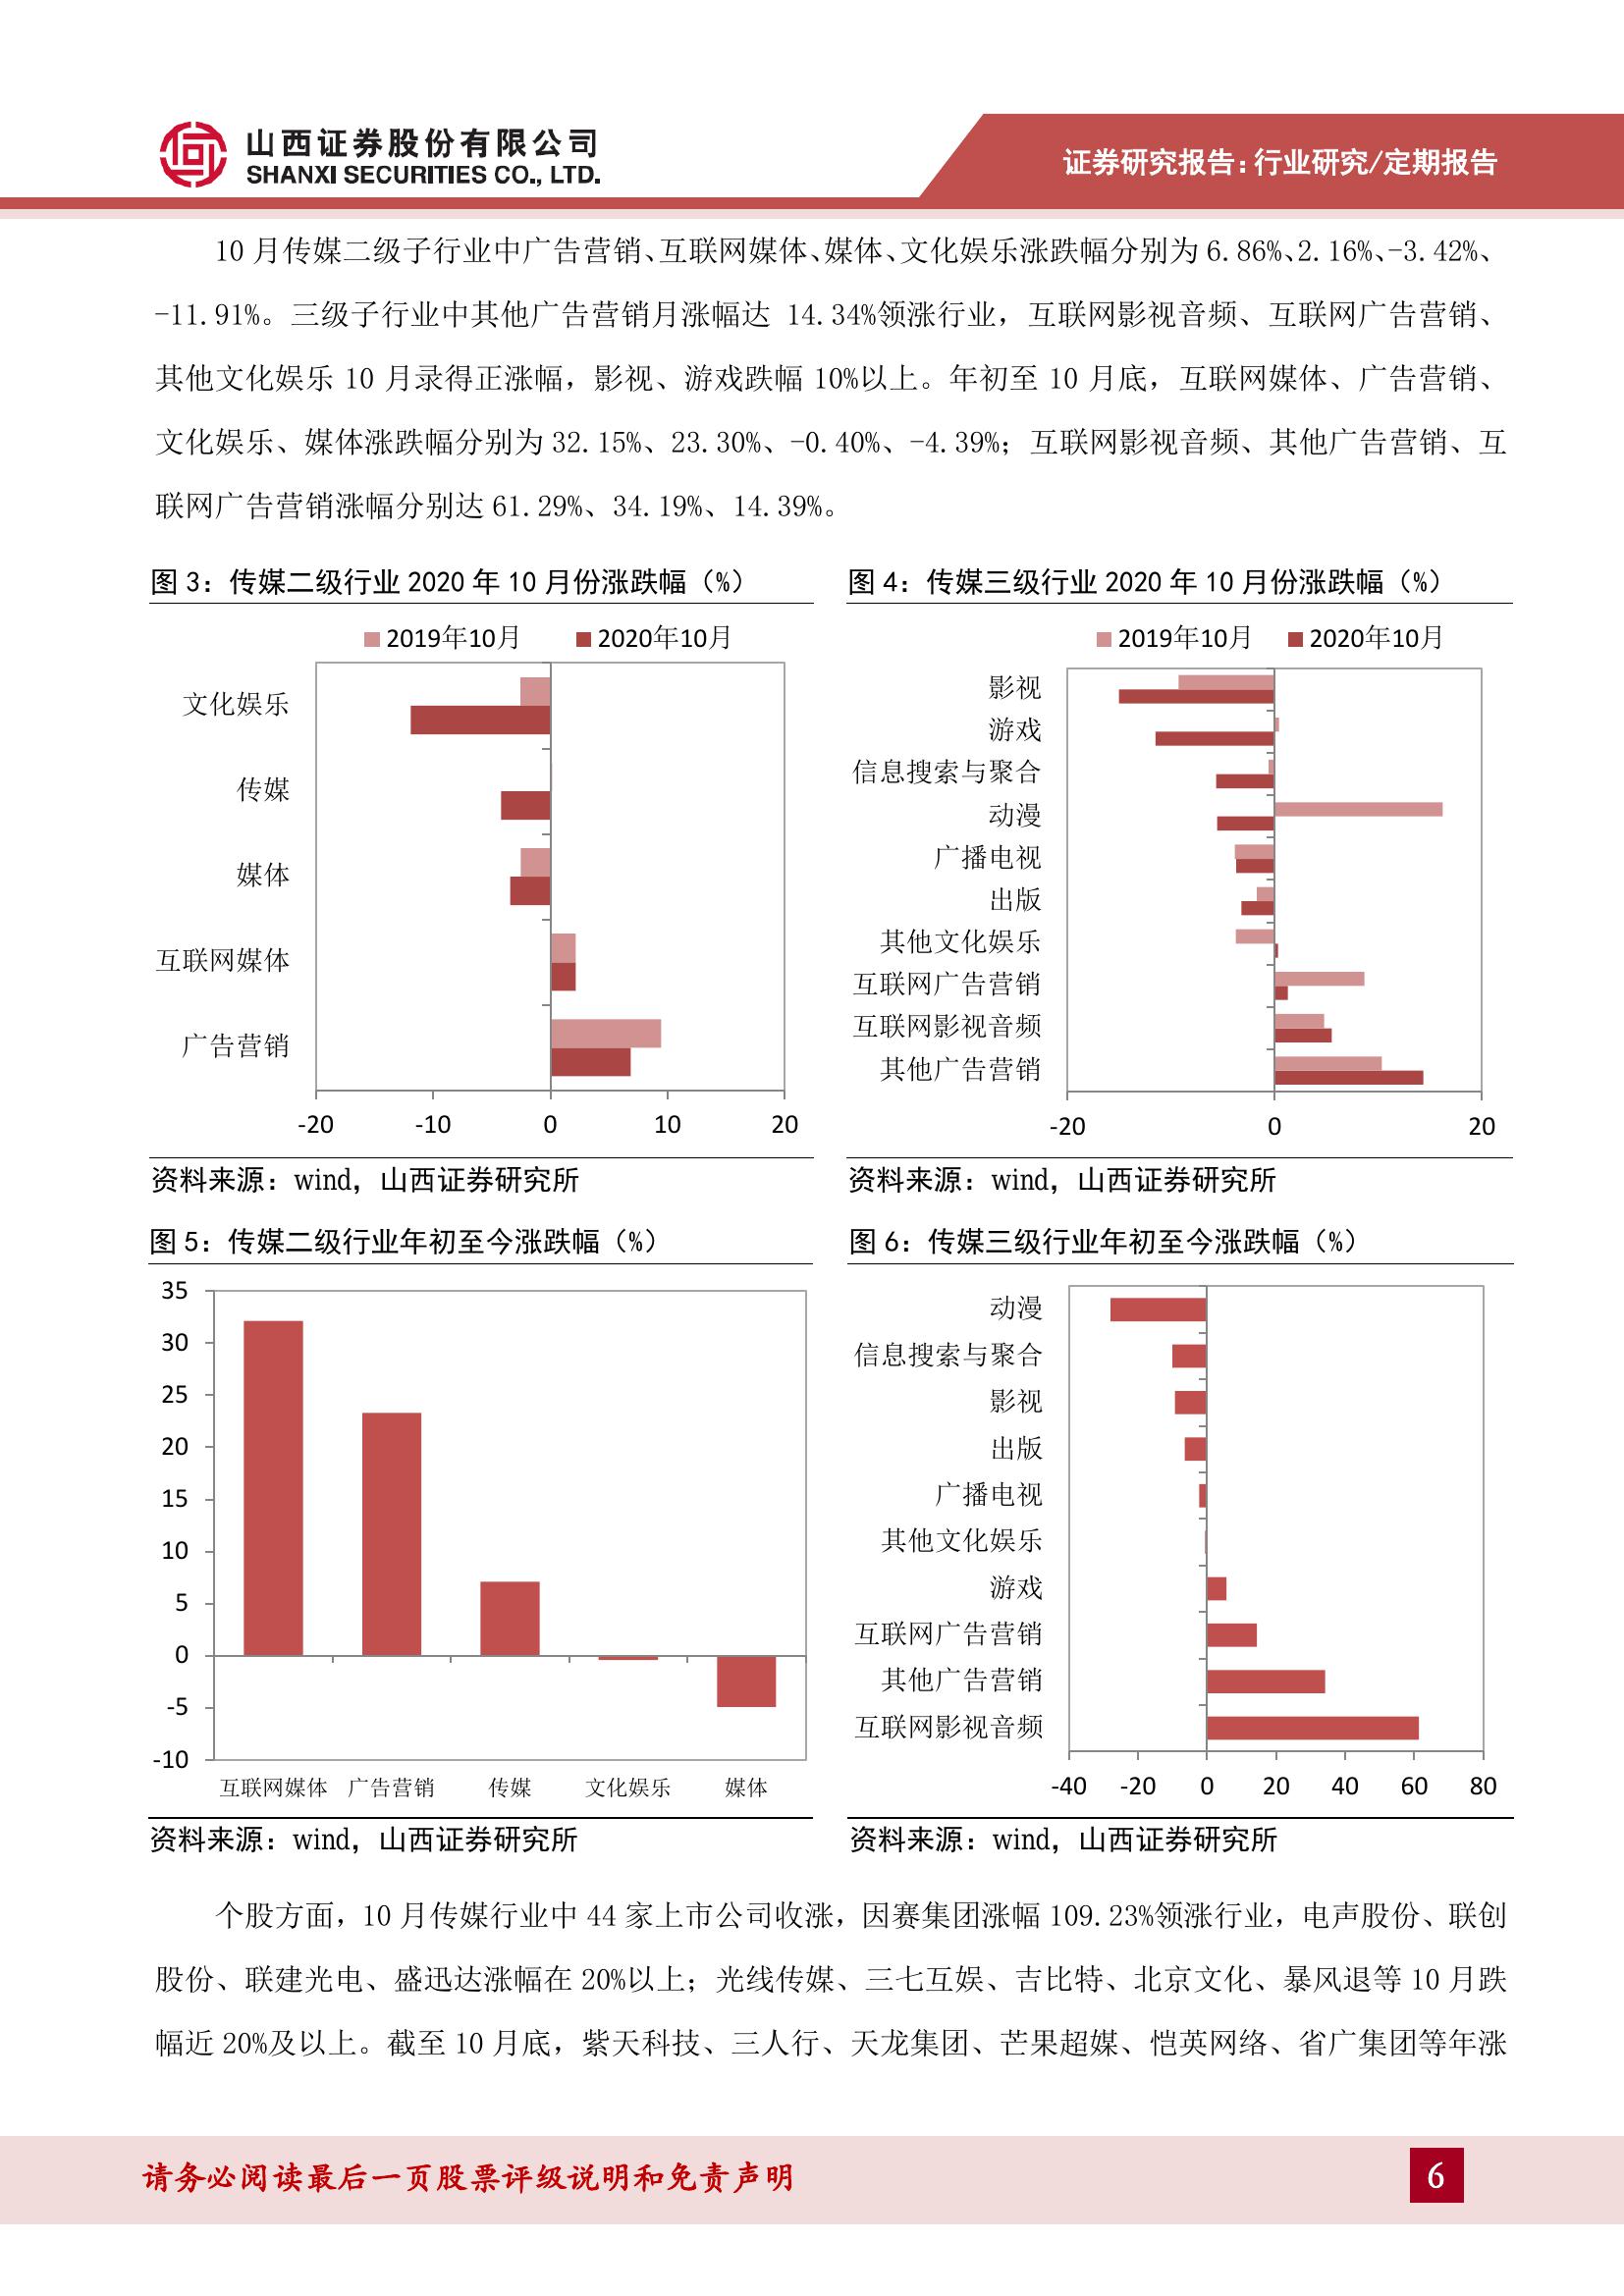 山西证券股份有限公司
SHANXI SECURITIES CO., LTD.
证券研究报告：行业研究/定期报告
10 月传媒二级子行业中广告营销、互联网媒体、媒体、文化娱乐涨跌幅分别为 6.86%、2.16%、-3.42%、
-11.91%。三级子行业中其他广告营销月涨幅达 14.34%领涨行业，互联网影视音频、互联网广告营销、
其他文化娱乐 10 月录得正涨幅，影视、游戏跌幅 10%以上。年初至 10 月底，互联网媒体、广告营销、
文化娱乐、媒体涨跌幅分别为 32.15%、23.30%、-0.40%、-4.39%；互联网影视音频、其他广告营销、互
联网广告营销涨幅分别达 61.29%、34.19%、14.39%。
图 3：传媒二级行业 2020 年 10 月份涨跌幅（%）
2019年10月 2020年10月
文化娱乐
传媒
媒体
互联网媒体
广告营销
-20 -10 0 10 20
资料来源：wind，山西证券研究所
图 4：传媒三级行业 2020 年 10 月份涨跌幅（%）
2019年10月 2020年10月
影视
游戏
信息搜索与聚合
动漫
广播电视
出版
其他文化娱乐
互联网广告营销
互联网影视音频
其他广告营销
-20 0 20
资料来源：wind，山西证券研究所
图 5：传媒二级行业年初至今涨跌幅（%）
35
30
25
20
15
10
5
0
-5
-10
互联网媒体 广告营销 传媒 文化娱乐 媒体
资料来源：wind，山西证券研究所
图 6：传媒三级行业年初至今涨跌幅（%）
动漫
信息搜索与聚合
影视
出版
广播电视
其他文化娱乐
游戏
互联网广告营销
其他广告营销
互联网影视音频
-40 -20 0 20 40 60 80
资料来源：wind，山西证券研究所
个股方面，10 月传媒行业中 44 家上市公司收涨，因赛集团涨幅 109.23%领涨行业，电声股份、联创
股份、联建光电、盛迅达涨幅在 20%以上；光线传媒、三七互娱、吉比特、北京文化、暴风退等 10 月跌
幅近 20%及以上。截至 10 月底，紫天科技、三人行、天龙集团、芒果超媒、恺英网络、省广集团等年涨
请务必阅读最后一页股票评级说明和免责声明
6